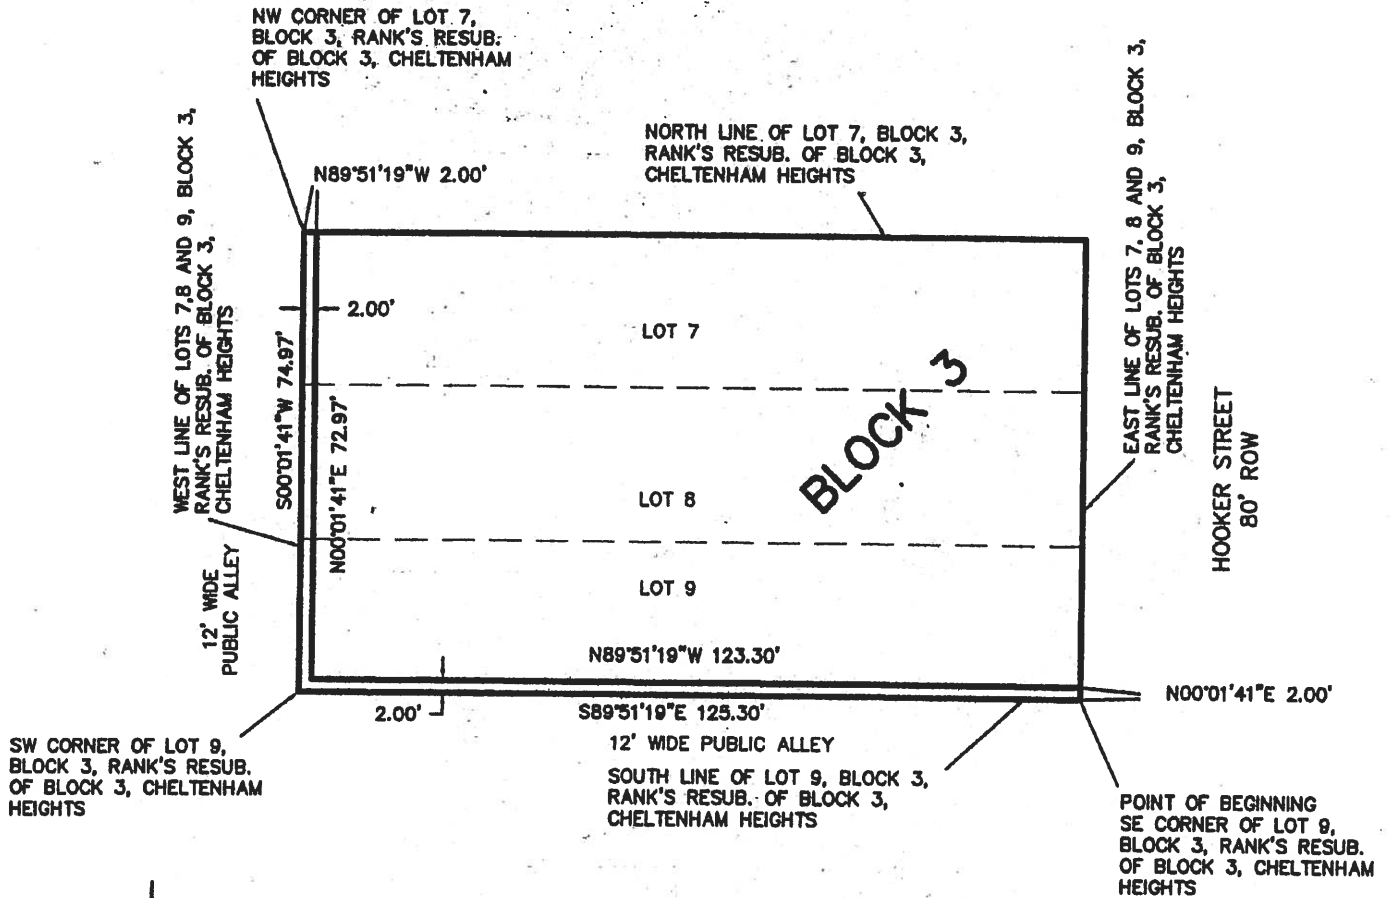 NW CORNER OF LOT 7,
BLOCK 3, RANK'S RESUB.
OF BLOCK 3, CHELTENHAM
HEIGHTS
NORTH LINE OF LOT 7, BLOCK 3,
RANK'S RESUB. OF BLOCK 3,
CHELTENHAM HEIGHTS
N89°51'19"W 2.00'
WEST LINE OF LOTS 7,8 AND 9, BLOCK 3,
RANK'S RESUB. OF BLOCK 3,
CHELTENHAM HEIGHTS
EAST LINE OF LOTS 7, 8 AND 9, BLOCK 3,
RANK'S RESUB. OF BLOCK 3,
CHELTENHAM HEIGHTS
2.00'
LOT 7
S00°01'41"W 74.97'
N00°01'41"E 72.97'
BLOCK 3
HOOKER STREET
80' ROW
LOT 8
12' WIDE
PUBLIC ALLEY
LOT 9
N89°51'19"W 123.30'
N00°01'41"E 2.00'
2.00'
S89°51'19"E 125.30'
12' WIDE PUBLIC ALLEY
SW CORNER OF LOT 9,
BLOCK 3, RANK'S RESUB.
OF BLOCK 3, CHELTENHAM
HEIGHTS
SOUTH LINE OF LOT 9, BLOCK 3,
RANK'S RESUB. OF BLOCK 3,
CHELTENHAM HEIGHTS
POINT OF BEGINNING
SE CORNER OF LOT 9,
BLOCK 3, RANK'S RESUB.
OF BLOCK 3, CHELTENHAM
HEIGHTS